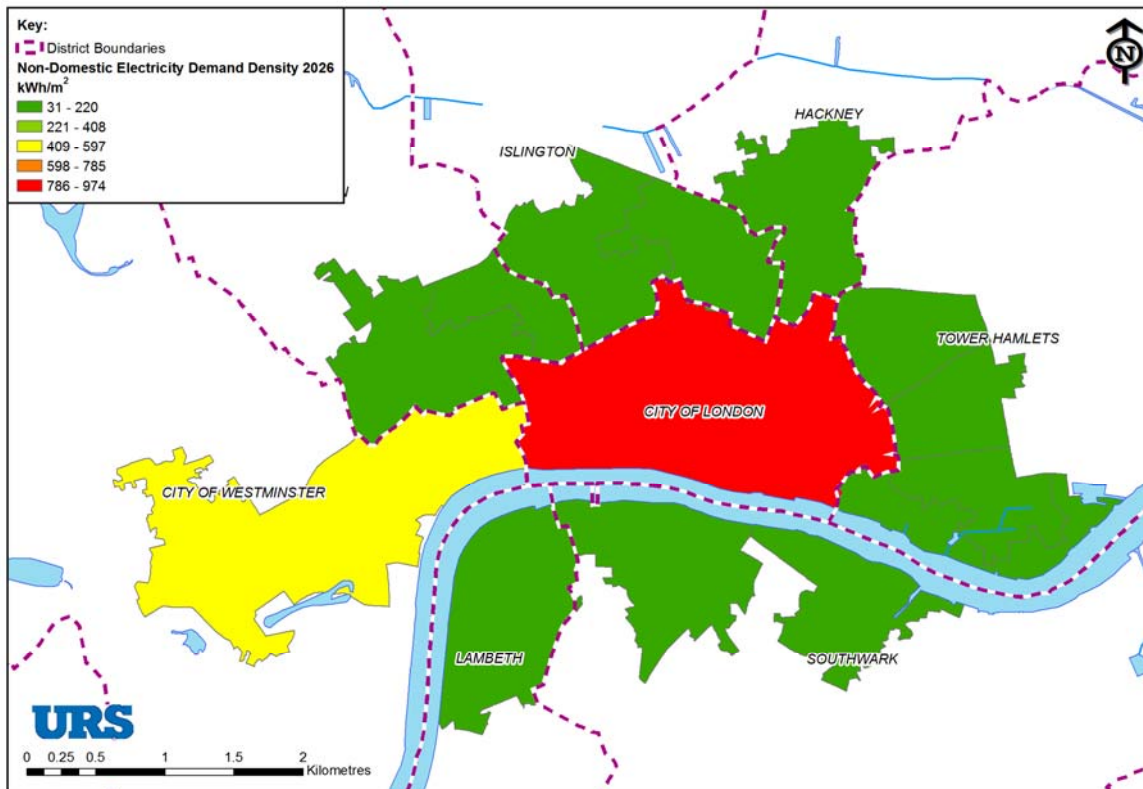 Key:
District Boundaries
Non-Domestic Electricity Demand Density 2026
kWh/m²
31 - 220
221 - 408
409 - 597
598 - 785
786 - 974
N
HACKNEY
ISLINGTON
TOWER HAMLETS
CITY OF LONDON
CITY OF WESTMINSTER
LAMBETH
SOUTHWARK
URS
0 0.25 0.5 1 1.5 2
Kilometres